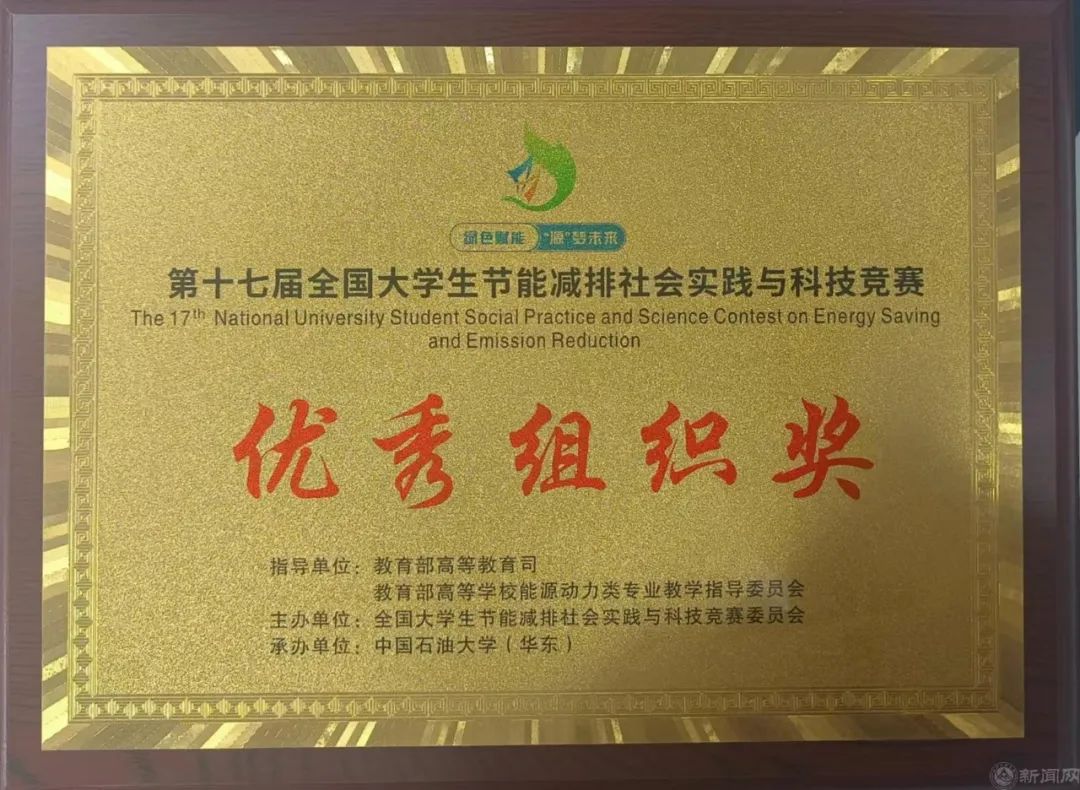 绿色赋能 "源"梦未来
第十七届全国大学生节能减排社会实践与科技竞赛
The 17th National University Student Social Practice and Science Contest on Energy Saving
and Emission Reduction
优秀组织奖
指导单位：教育部高等教育司
教育部高等学校能源动力类专业教学指导委员会
主办单位：全国大学生节能减排社会实践与科技竞赛委员会
承办单位：中国石油大学（华东）
新闻网